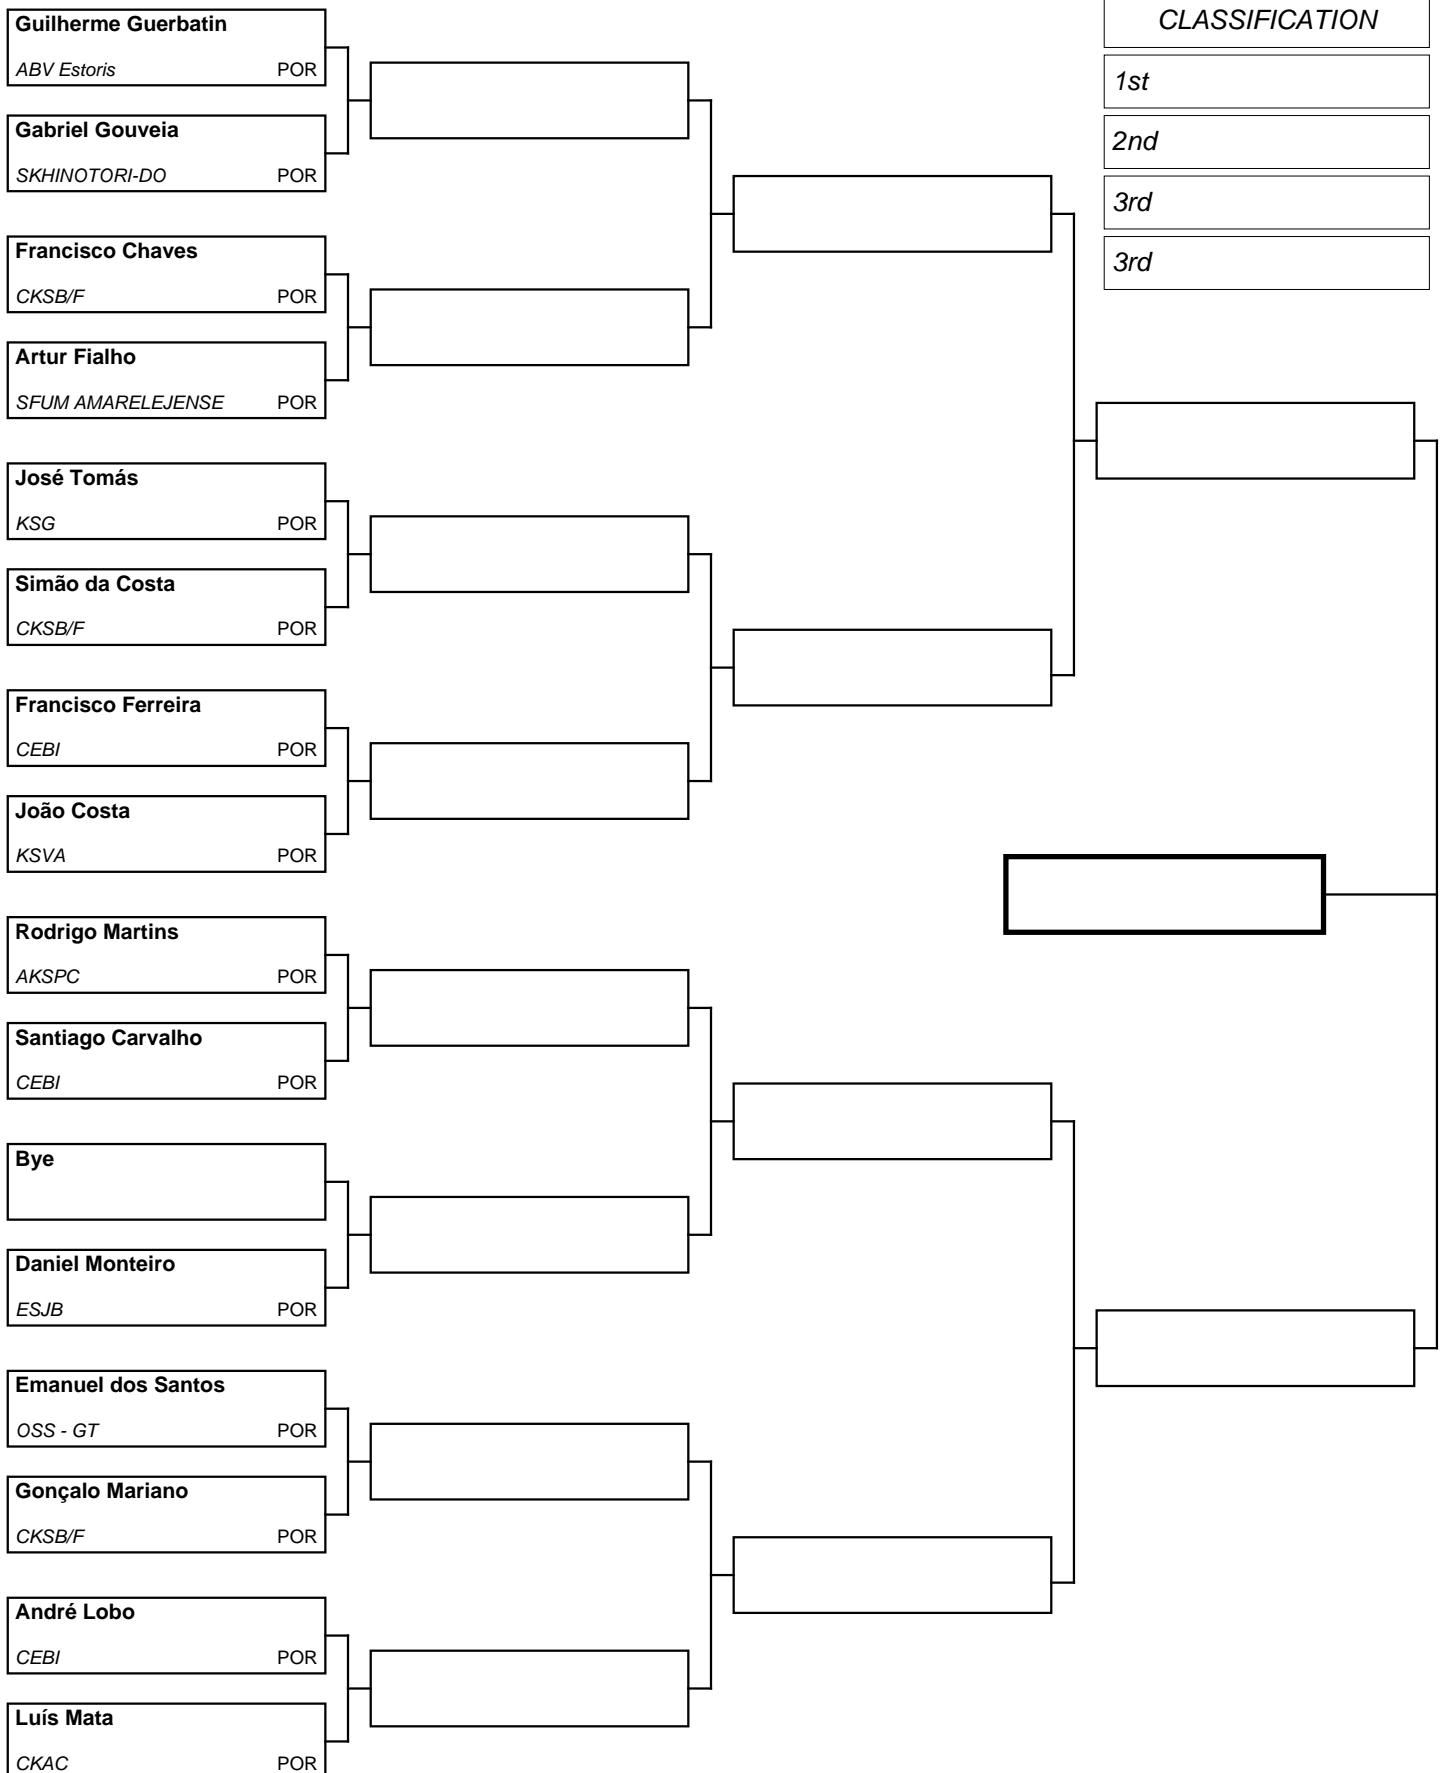 Guilherme Guerbatin
ABV Estoris POR
Gabriel Gouveia
SKHINOTORI-DO POR
Francisco Chaves
CKSB/F POR
Artur Fialho
SFUM AMARELEJENSE POR
José Tomás
KSG POR
Simão da Costa
CKSB/F POR
Francisco Ferreira
CEBI POR
João Costa
KSVA POR
Rodrigo Martins
AKSPC POR
Santiago Carvalho
CEBI POR
Bye
Daniel Monteiro
ESJB POR
Emanuel dos Santos
OSS - GT POR
Gonçalo Mariano
CKSB/F POR
André Lobo
CEBI POR
Luís Mata
CKAC POR
CLASSIFICATION
1st
2nd
3rd
3rd